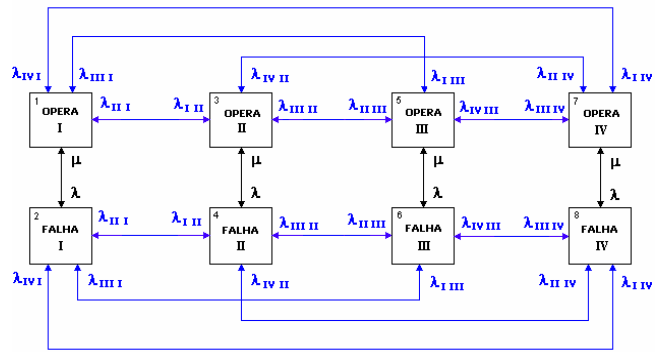 λIV I λIII I λIV II λI III λII IV λI IV
1 3 5 7
OPERA I λII I λI II OPERA II λIII II λII III OPERA III λIV III λIII IV OPERA IV
μ μ μ μ
λ λ λ λ
2 4 6 8
FALHA I λII I λI II FALHA II λIII II λII III FALHA III λIV III λIII IV FALHA IV
λIV I λIII I λIV II λI III λII IV λI IV